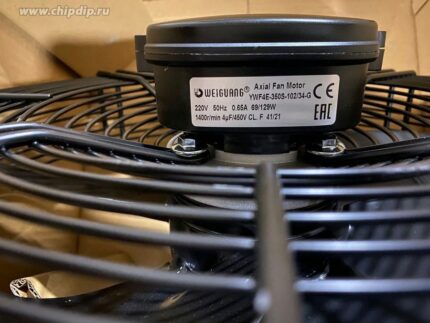 www.chipdip.ru
WEIGUANG® Axial Fan Motor
YWF4E-350S-102/34-G
220V 50Hz 0.65A 69/129W
1400r/min 4μF/450V CL. F 41/21
CE
EAC